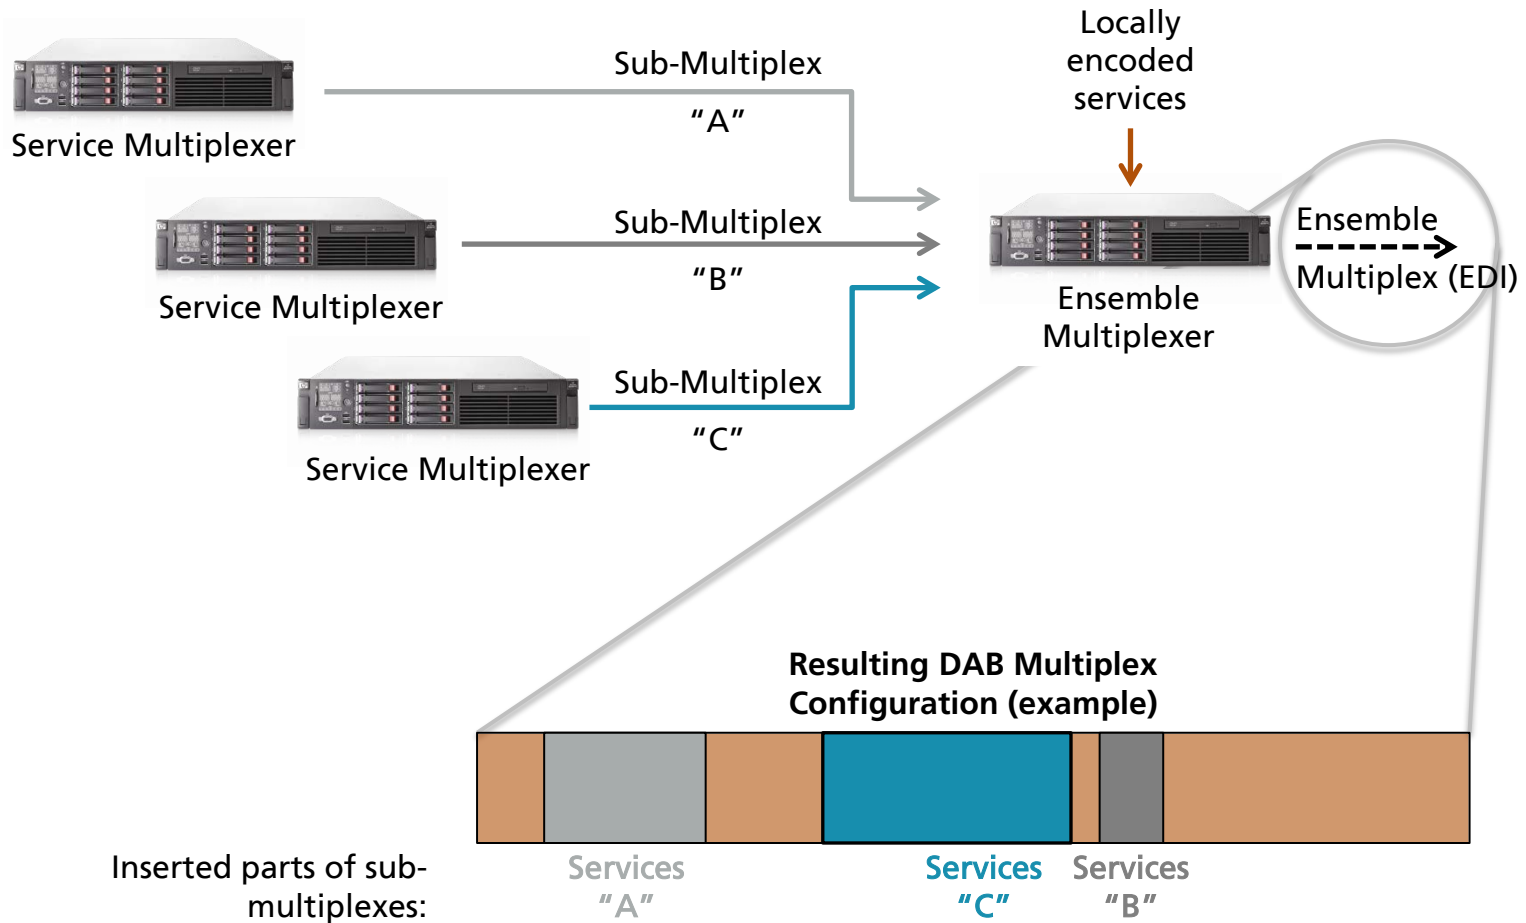 Locally
encoded
services
Sub-Multiplex
“A”
Service Multiplexer
Sub-Multiplex
“B”
Service Multiplexer
Ensemble
Multiplex (EDI)
Ensemble
Multiplexer
Sub-Multiplex
“C”
Service Multiplexer
Resulting DAB Multiplex
Configuration (example)
Inserted parts of sub-
multiplexes:
Services
“A”
Services
“C”
Services
“B”